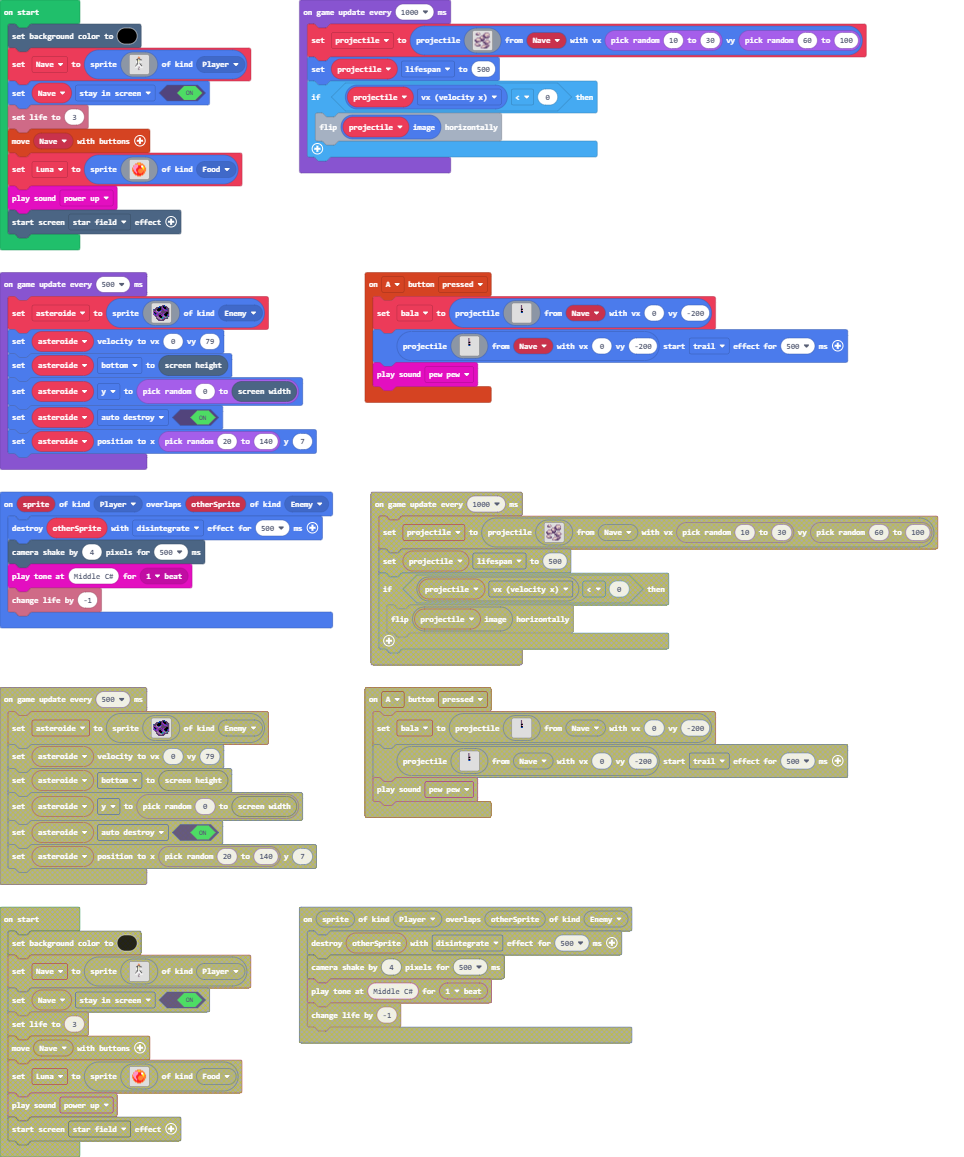 on start
set background color to
set Nave to sprite of kind Player
set Nave stay in screen ON
set life to 3
move Nave with buttons
set Luna to sprite of kind Food
play sound power up
start screen star field effect
on game update every 1000 ms
set projectile to projectile from Nave with vx pick random 10 to 30 vy pick random 60 to 100
set projectile lifespan to 500
if projectile vx (velocity x) < 0 then
flip projectile image horizontally
on game update every 500 ms
set asteroide to sprite of kind Enemy
set asteroide velocity to vx 0 vy 79
set asteroide bottom to screen height
set asteroide y to pick random 0 to screen width
set asteroide auto destroy ON
set asteroide position to x pick random 20 to 140 y 7
on A button pressed
set bala to projectile from Nave with vx 0 vy -200
projectile from Nave with vx 0 vy -200 start trail effect for 500 ms
play sound pew pew
on sprite of kind Player overlaps otherSprite of kind Enemy
destroy otherSprite with disintegrate effect for 500 ms
camera shake by 4 pixels for 500 ms
play tone at Middle C# for 1 beat
change life by -1
on game update every 1000 ms
set projectile to projectile from Nave with vx pick random 10 to 30 vy pick random 60 to 100
set projectile lifespan to 500
if projectile vx (velocity x) < 0 then
flip projectile image horizontally
on game update every 500 ms
set asteroide to sprite of kind Enemy
set asteroide velocity to vx 0 vy 79
set asteroide bottom to screen height
set asteroide y to pick random 0 to screen width
set asteroide auto destroy ON
set asteroide position to x pick random 20 to 140 y 7
on A button pressed
set bala to projectile from Nave with vx 0 vy -200
projectile from Nave with vx 0 vy -200 start trail effect for 500 ms
play sound pew pew
on start
set background color to
set Nave to sprite of kind Player
set Nave stay in screen ON
set life to 3
move Nave with buttons
set Luna to sprite of kind Food
play sound power up
start screen star field effect
on sprite of kind Player overlaps otherSprite of kind Enemy
destroy otherSprite with disintegrate effect for 500 ms
camera shake by 4 pixels for 500 ms
play tone at Middle C# for 1 beat
change life by -1